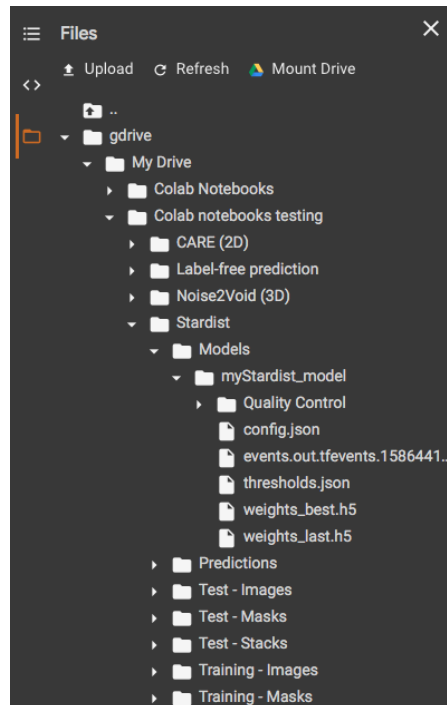 Files
Upload Refresh Mount Drive
..
gdrive
My Drive
Colab Notebooks
Colab notebooks testing
CARE (2D)
Label-free prediction
Noise2Void (3D)
Stardist
Models
myStardist_model
Quality Control
config.json
events.out.tfevents.1586441..
thresholds.json
weights_best.h5
weights_last.h5
Predictions
Test - Images
Test - Masks
Test - Stacks
Training - Images
Training - Masks